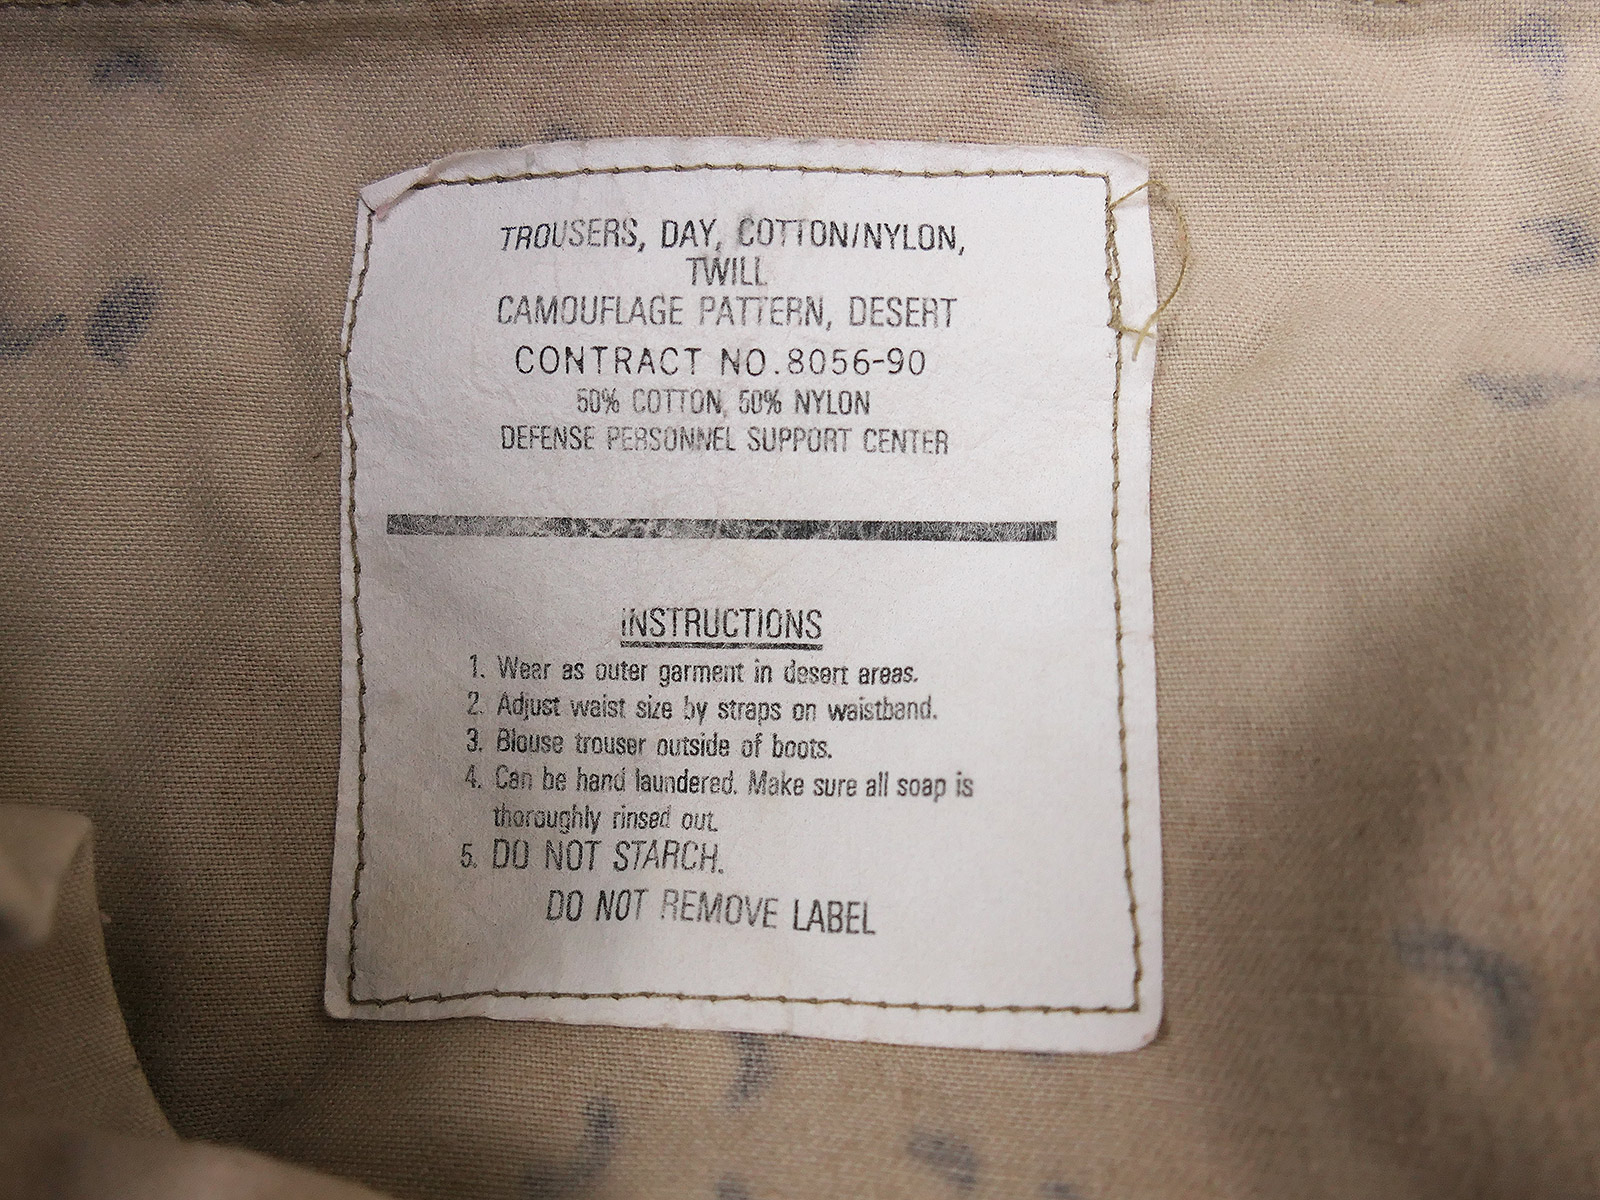 TROUSERS, DAY, COTTON/NYLON,
TWILL
CAMOUFLAGE PATTERN, DESERT
CONTRACT NO.8056-90
50% COTTON, 50% NYLON
DEFENSE PERSONNEL SUPPORT CENTER
INSTRUCTIONS
1. Wear as outer garment in desert areas.
2. Adjust waist size by straps on waistband.
3. Blouse trouser outside of boots.
4. Can be hand laundered. Make sure all soap is
thoroughly rinsed out.
5. DO NOT STARCH.
DO NOT REMOVE LABEL